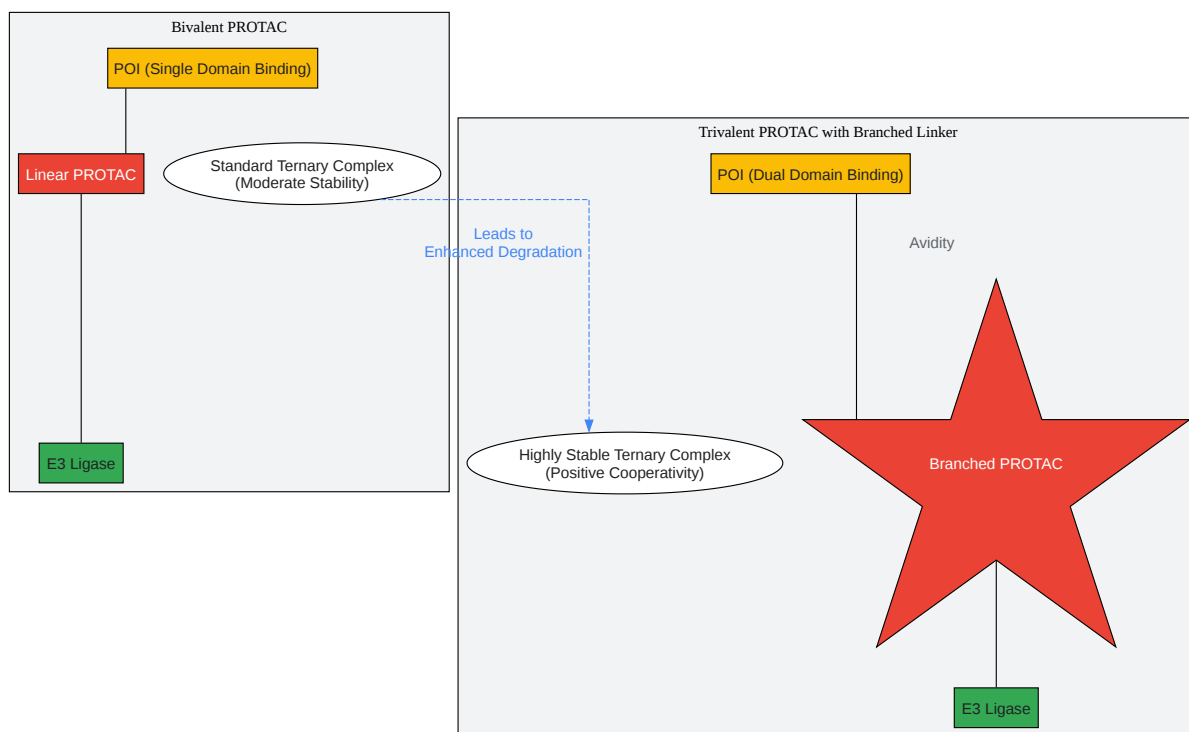 Bivalent PROTAC
POI (Single Domain Binding)
Linear PROTAC
Standard Ternary Complex
(Moderate Stability)
E3 Ligase
Leads to
Enhanced Degradation
Trivalent PROTAC with Branched Linker
POI (Dual Domain Binding)
Avidity
Highly Stable Ternary Complex
(Positive Cooperativity)
Branched PROTAC
E3 Ligase